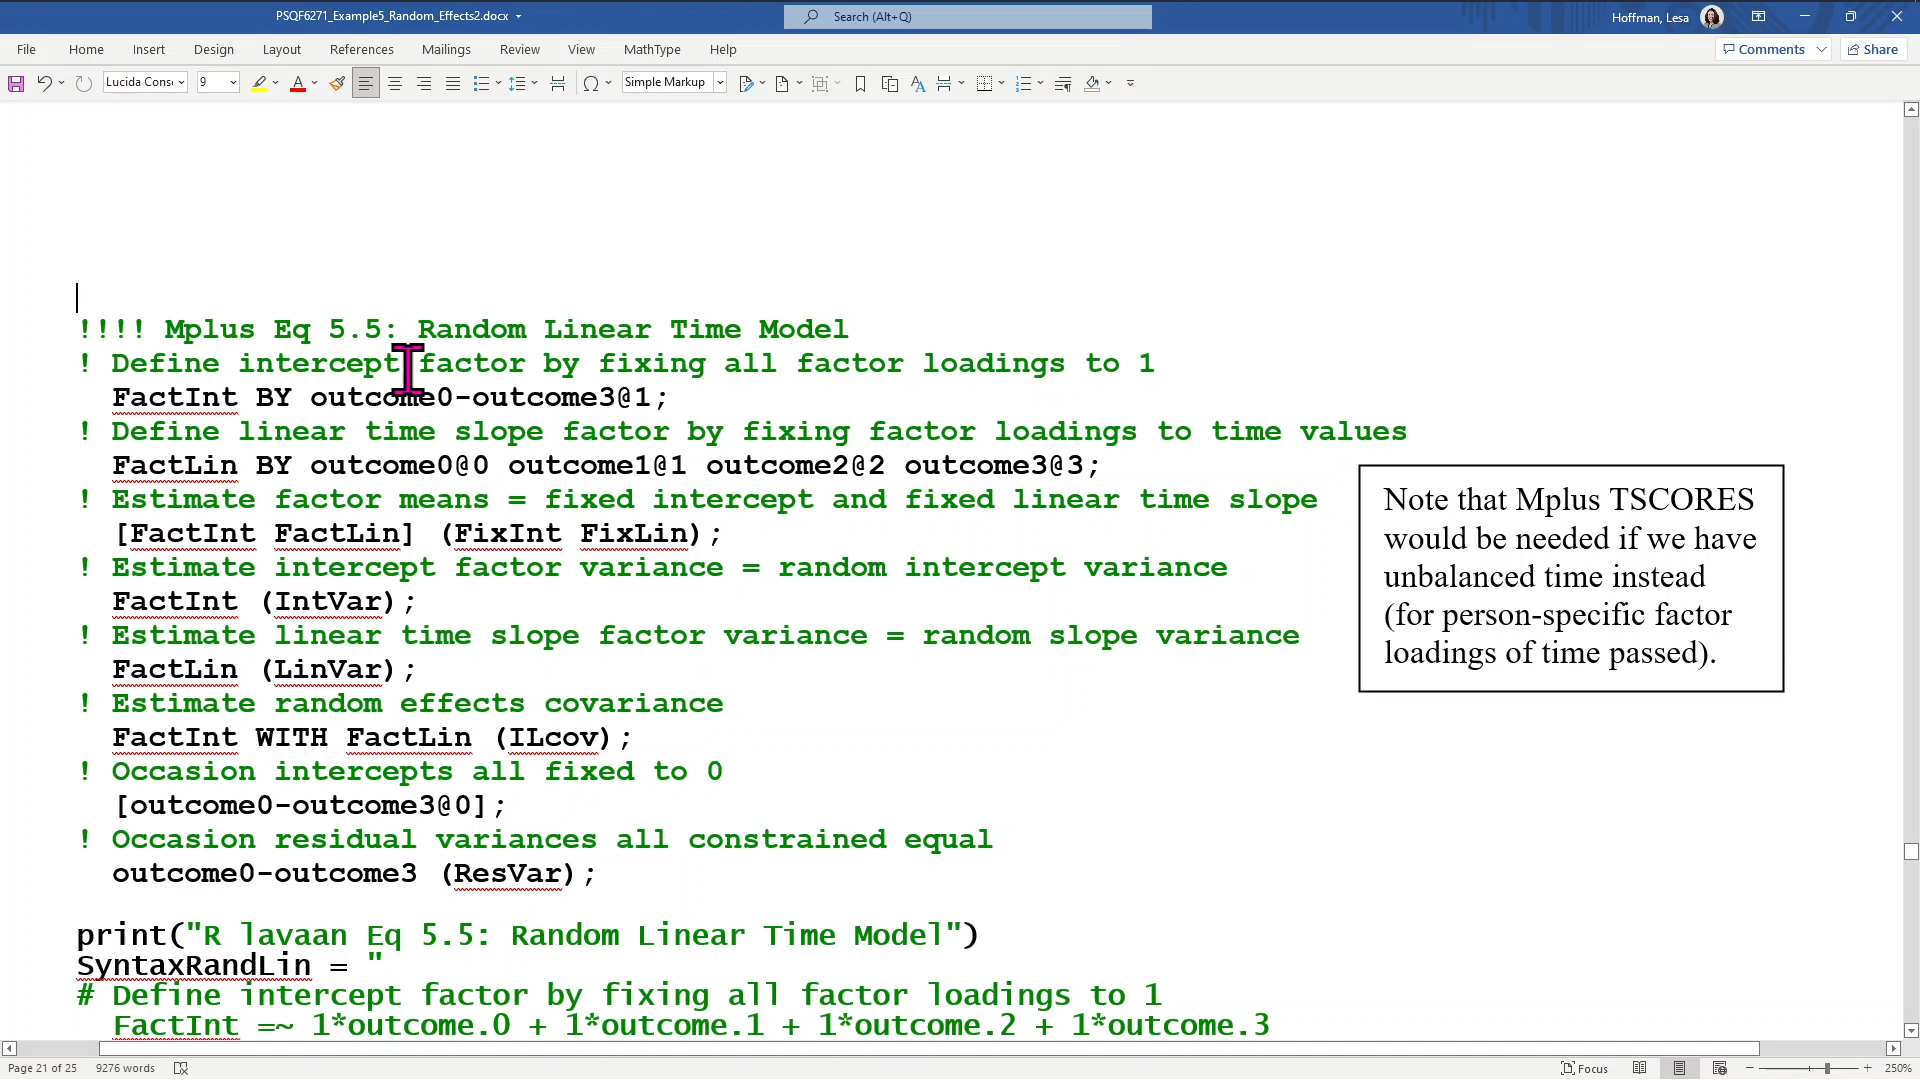 PSQF6271_Example5_Random_Effects2.docx
Search (Alt+Q)
Hoffman, Lesa
File Home Insert Design Layout References Mailings Review View MathType Help
Comments Share
Lucida Cons 9 Simple Markup
!!!! Mplus Eq 5.5: Random Linear Time Model
! Define intercept factor by fixing all factor loadings to 1
FactInt BY outcome0-outcome3@1;
! Define linear time slope factor by fixing factor loadings to time values
FactLin BY outcome0@0 outcome1@1 outcome2@2 outcome3@3;
! Estimate factor means = fixed intercept and fixed linear time slope
[FactInt FactLin] (FixInt FixLin);
! Estimate intercept factor variance = random intercept variance
FactInt (IntVar);
! Estimate linear time slope factor variance = random slope variance
FactLin (LinVar);
! Estimate random effects covariance
FactInt WITH FactLin (ILcov);
! Occasion intercepts all fixed to 0
[outcome0-outcome3@0];
! Occasion residual variances all constrained equal
outcome0-outcome3 (ResVar);
Note that Mplus TSCORES
would be needed if we have
unbalanced time instead
(for person-specific factor
loadings of time passed).
print("R lavaan Eq 5.5: Random Linear Time Model")
SyntaxRandLin = "
# Define intercept factor by fixing all factor loadings to 1
FactInt =~ 1*outcome.0 + 1*outcome.1 + 1*outcome.2 + 1*outcome.3
Page 21 of 25 9276 words Focus 250%